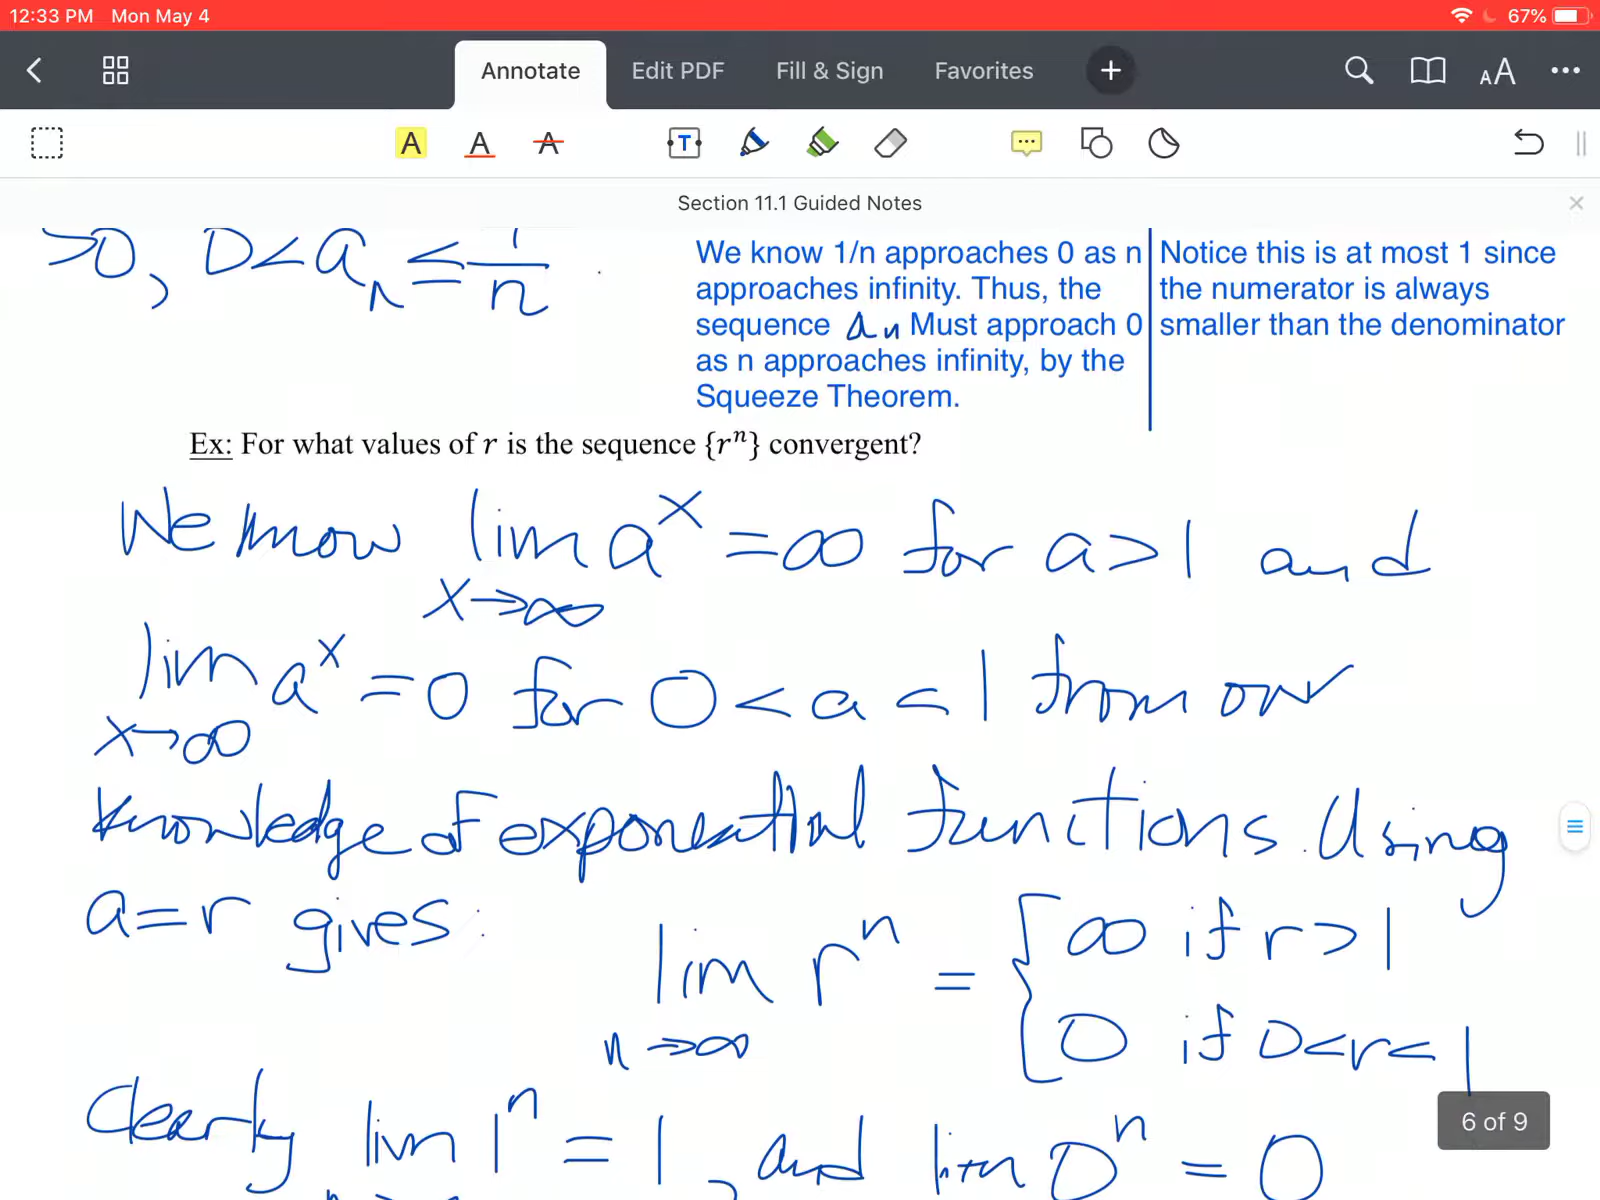 12:33 PM Mon May 4 67%
Annotate Edit PDF Fill & Sign Favorites + AA
A A A T
Section 11.1 Guided Notes
>0, 0<aₙ≤1/n
We know 1/n approaches 0 as n
approaches infinity. Thus, the
sequence aₙ Must approach 0
as n approaches infinity, by the
Squeeze Theorem.
Notice this is at most 1 since
the numerator is always
smaller than the denominator
Ex: For what values of r is the sequence {rⁿ} convergent?
We know lim aˣ = ∞ for a > 1 and
x→∞
lim aˣ = 0 for 0 < a < 1 from our
x→∞
knowledge of exponential functions. Using
a = r gives:
lim rⁿ = { ∞ if r > 1
n→∞
0 if 0 < r < 1
Clearly lim 1ⁿ = 1, and lim 0ⁿ = 0
6 of 9